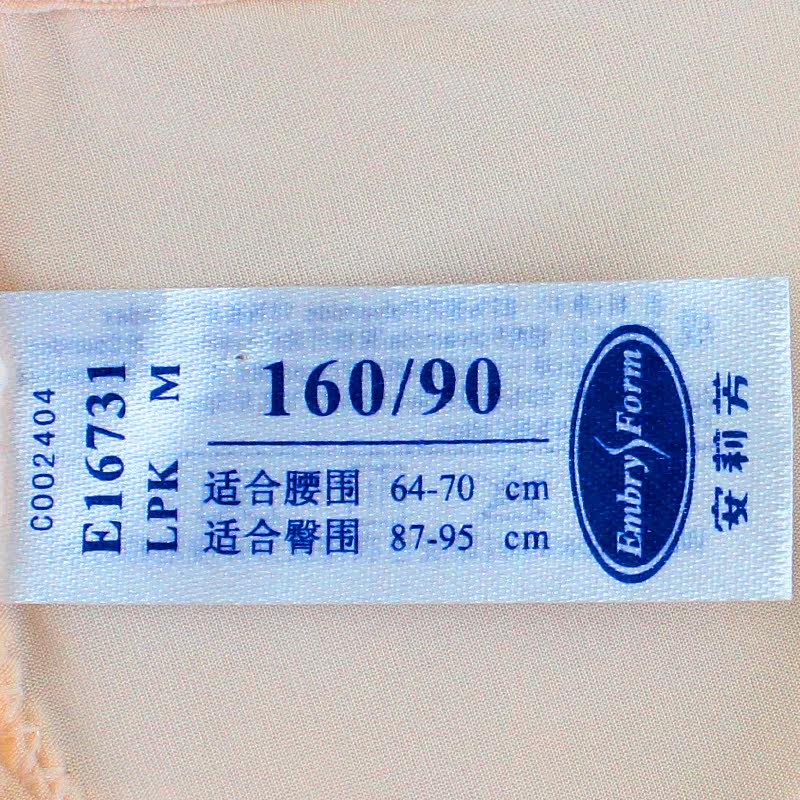 160/90
适合腰围 64-70 cm
适合臀围 87-95 cm
C002404
E16731
LPK M
Embry Form
安莉芳